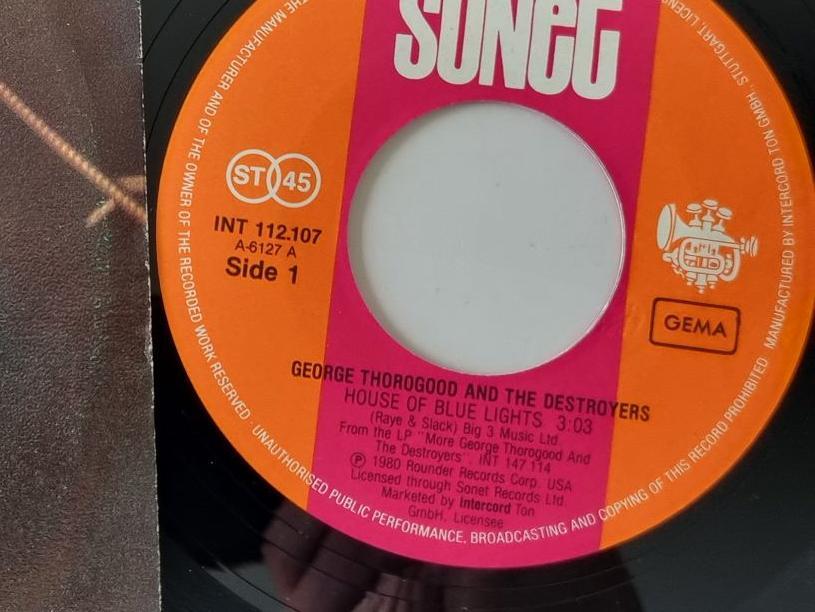 sonet
ST 45
INT 112.107
A-6127 A
Side 1
GEMA
GEORGE THOROGOOD AND THE DESTROYERS
HOUSE OF BLUE LIGHTS 3:03
(Raye & Slack) Big 3 Music Ltd.
From the LP "More George Thorogood And
The Destroyers" INT 147 114
Ⓟ 1980 Rounder Records Corp. USA
Licensed through Sonet Records Ltd.
Marketed by Intercord Ton
GmbH, Licensee
THE MANUFACTURER AND OF THE OWNER OF THE RECORDED WORK RESERVED · UNAUTHORISED PUBLIC PERFORMANCE, BROADCASTING AND COPYING OF THIS RECORD PROHIBITED MANUFACTURED BY INTERCORD TON GMBH, STUTTGART,